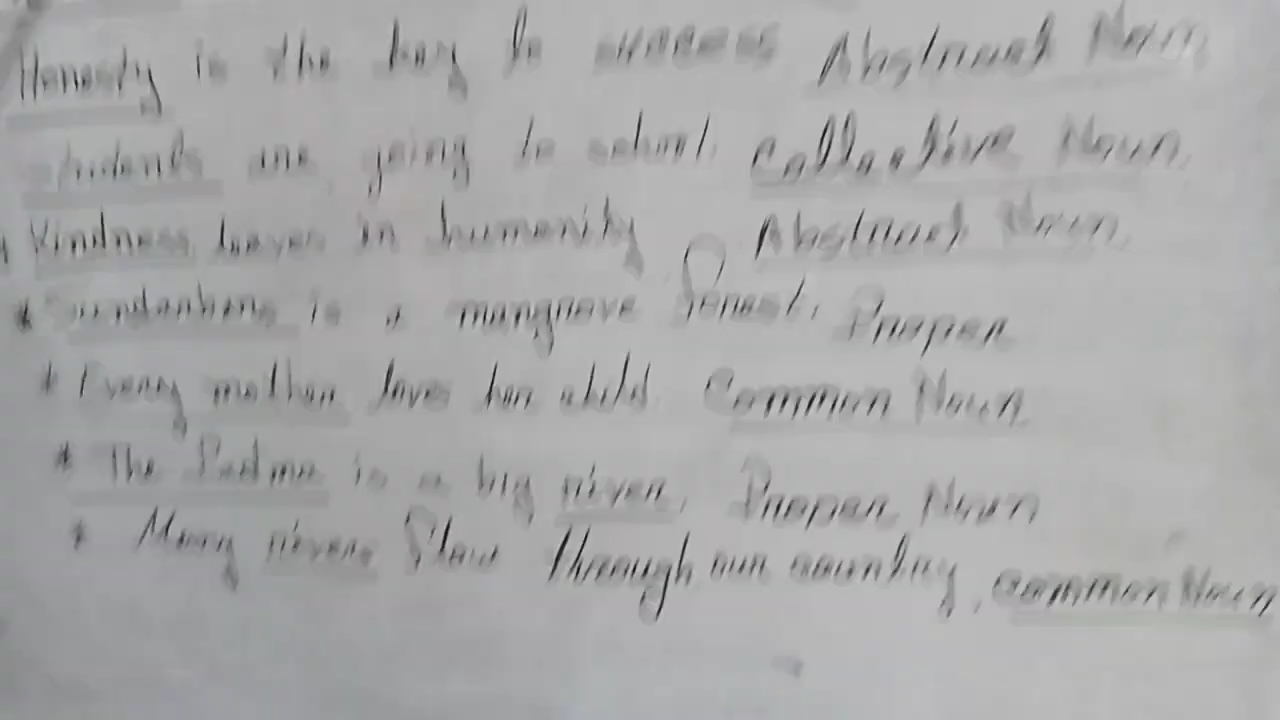 Honesty is the key to success Abstract Noun
students are going to school. Collective Noun.
Kindness in humanity Abstract Noun.
* Sundarbans is a mangrove forest. Proper
* Every mother loves her child. Common Noun
* The Padma is a big river. Proper Noun
* Many rivers flow through our country, common Noun